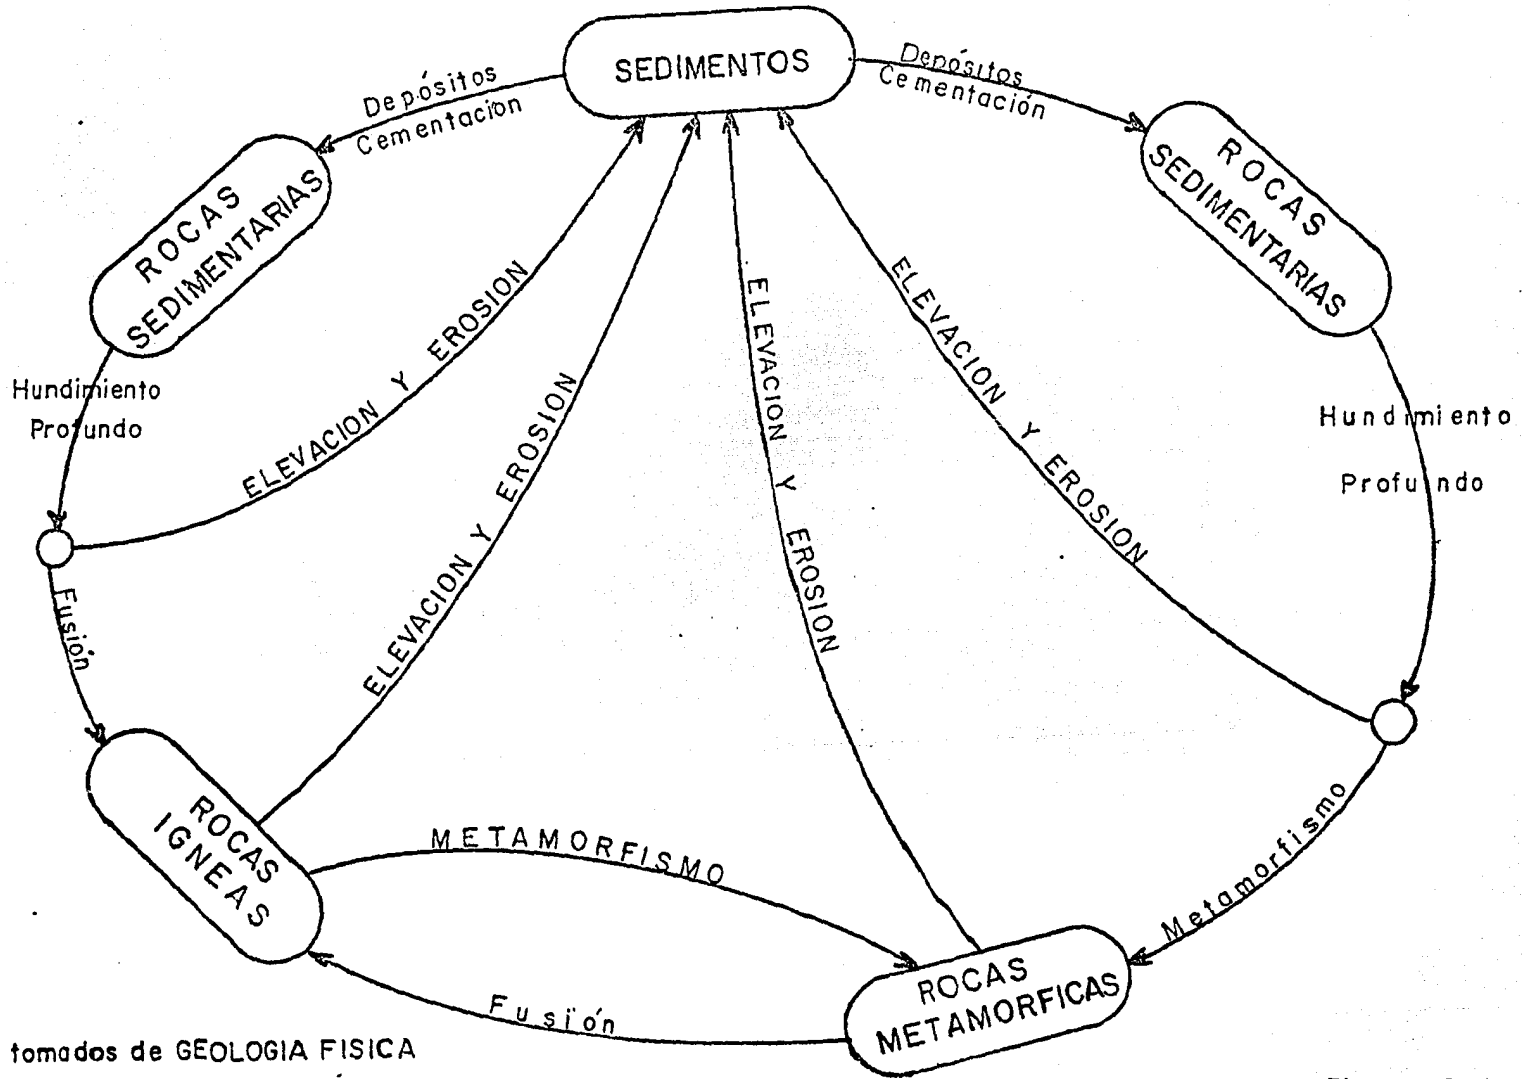 SEDIMENTOS
Depósitos
Cementación
Depósitos
Cementación
ROCAS
SEDIMENTARIAS
ROCAS
SEDIMENTARIAS
Hundimiento
Profundo
ELEVACION Y EROSION
ELEVACION Y EROSION
ELEVACION Y EROSION
ELEVACION Y EROSION
Hundimiento
Profundo
Fusión
ROCAS
IGNEAS
METAMORFISMO
Metamorfismo
ROCAS
METAMORFICAS
Fusión
tomados de GEOLOGIA FISICA